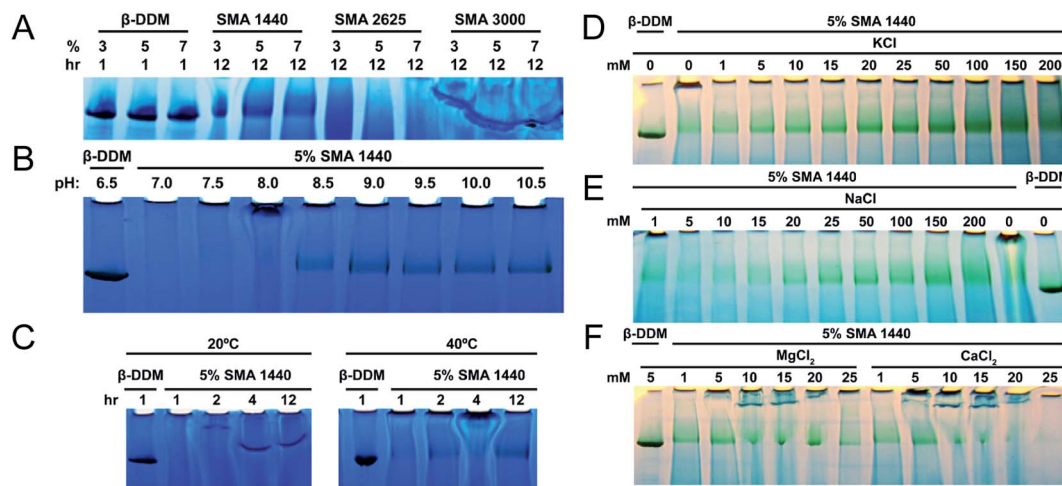 A
β-DDM SMA 1440 SMA 2625 SMA 3000
% 3 5 7 3 5 7 3 5 7 3 5 7
hr 1 1 1 12 12 12 12 12 12 12 12 12
B
β-DDM 5% SMA 1440
pH: 6.5 7.0 7.5 8.0 8.5 9.0 9.5 10.0 10.5
C
20ºC 40ºC
β-DDM 5% SMA 1440 β-DDM 5% SMA 1440
hr 1 1 2 4 12 1 1 2 4 12
D
β-DDM 5% SMA 1440
KCl
mM 0 0 1 5 10 15 20 25 50 100 150 200
E
5% SMA 1440 β-DDM
NaCl
mM 1 5 10 15 20 25 50 100 150 200 0 0
F
β-DDM 5% SMA 1440
MgCl₂ CaCl₂
mM 5 1 5 10 15 20 25 1 5 10 15 20 25